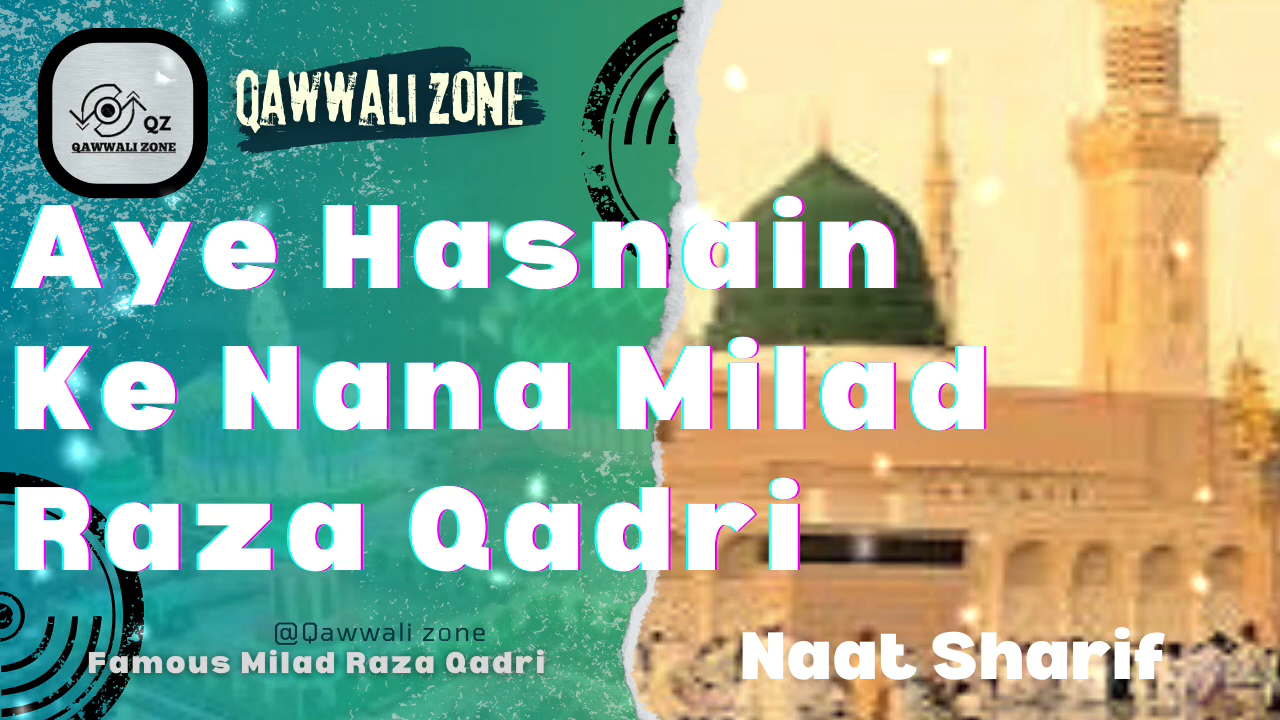 QZ
QAWWALI ZONE
QAWWALI ZONE
Aye Hasnain
Ke Nana Milad
Raza Qadri
@Qawwali zone
Famous Milad Raza Qadri
Naat Sharif